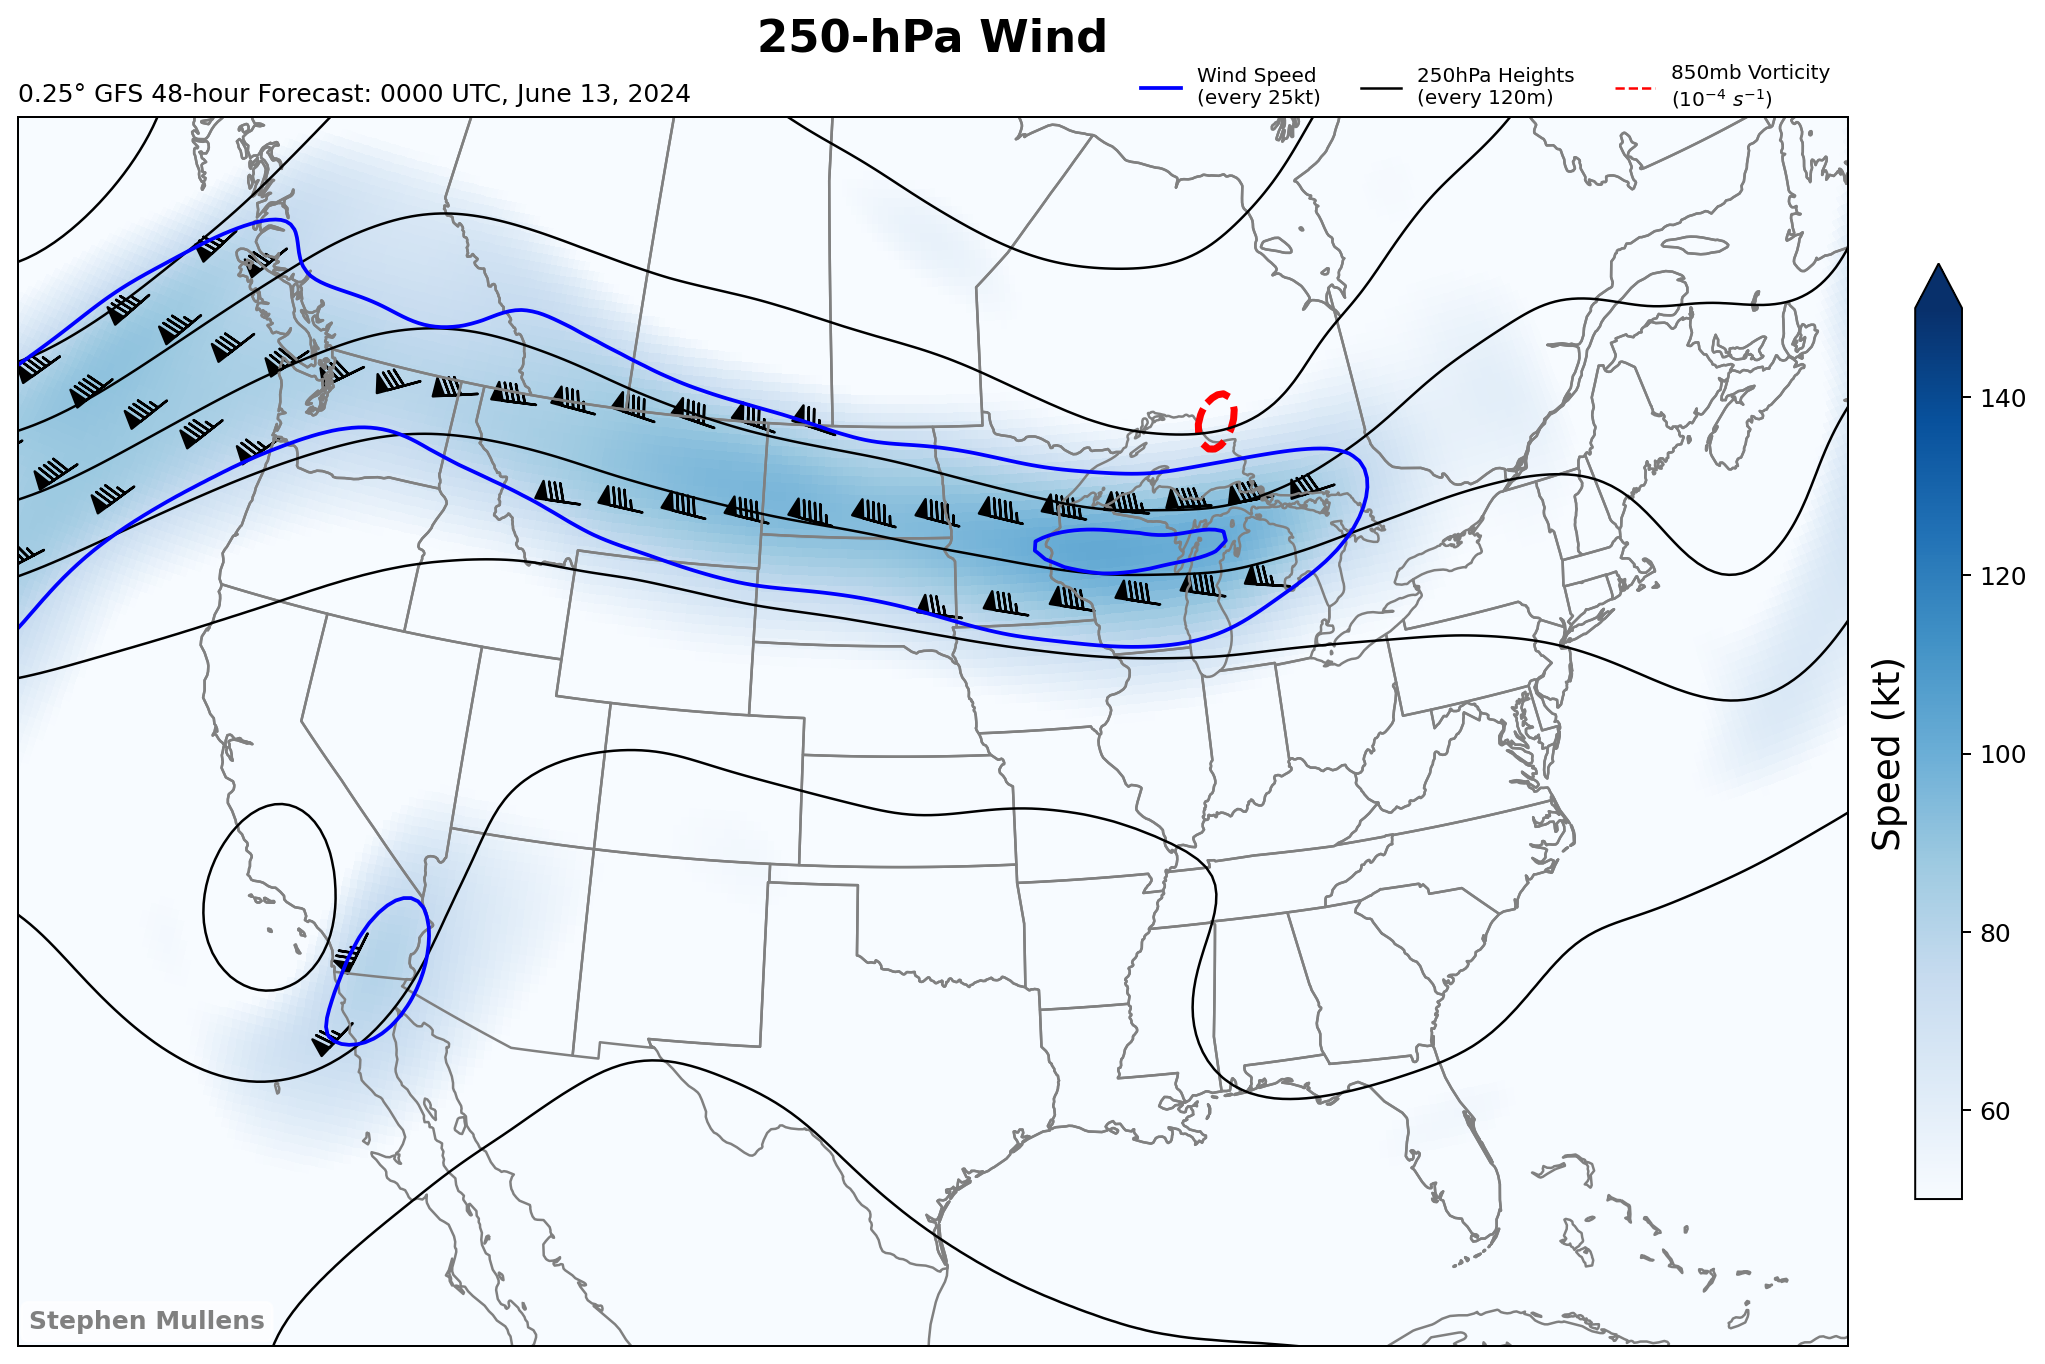 250-hPa Wind
0.25° GFS 48-hour Forecast: 0000 UTC, June 13, 2024
Wind Speed
(every 25kt)
250hPa Heights
(every 120m)
850mb Vorticity
(10⁻⁴ s⁻¹)
140
120
100
80
60
Speed (kt)
Stephen Mullens